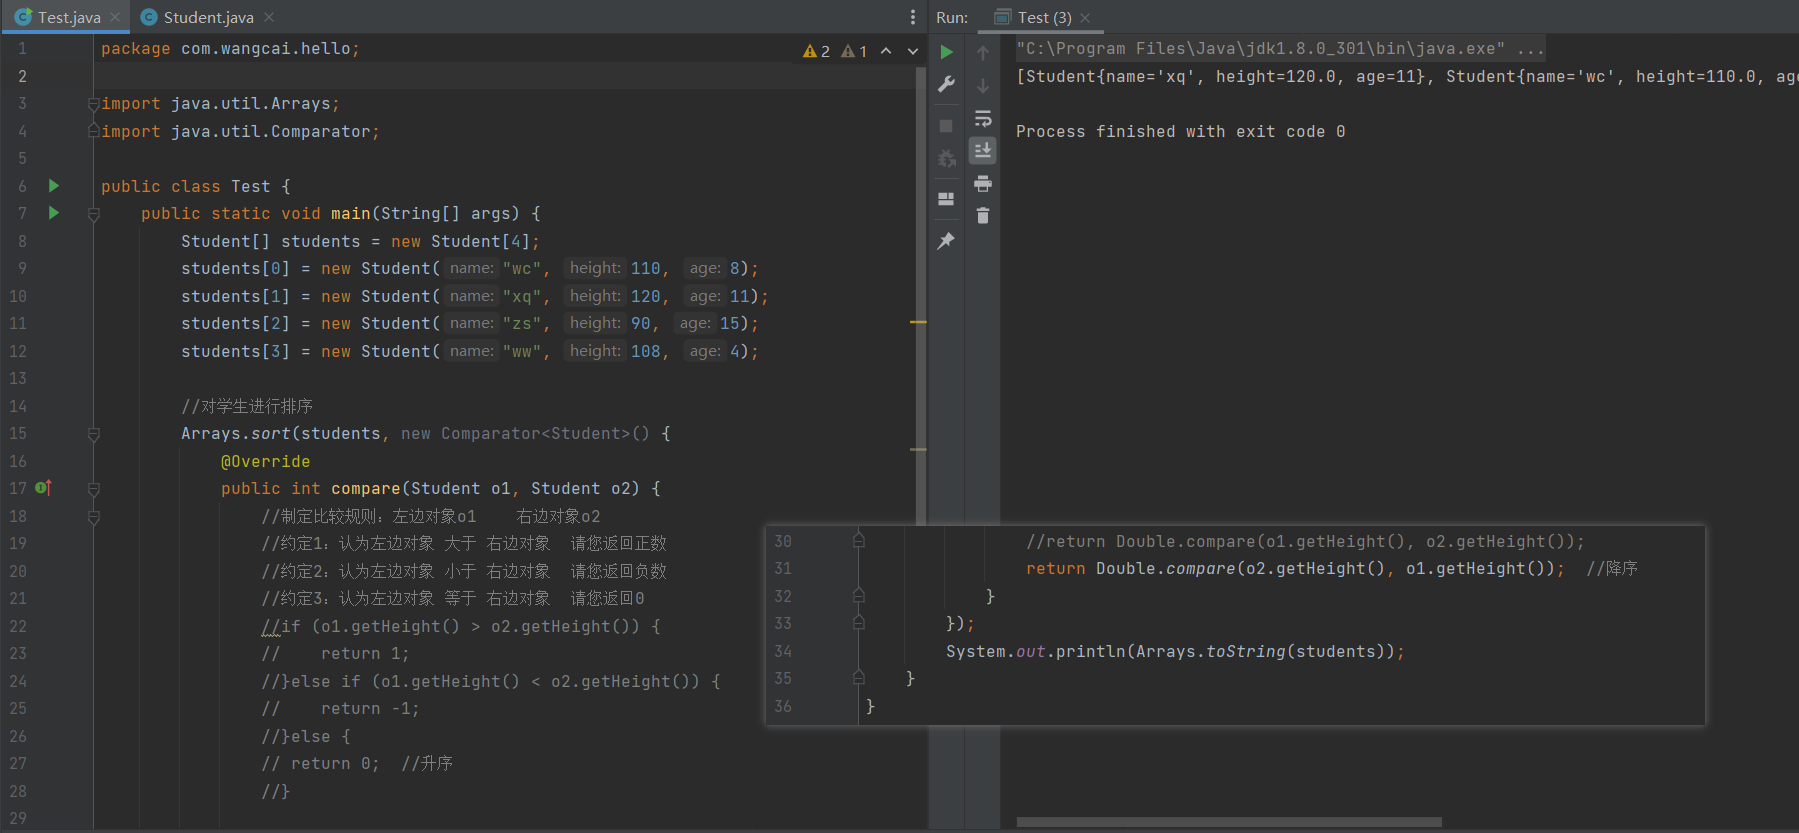 Test.java
Student.java
Run:
Test (3)
2
1
1
package com.wangcai.hello;
2
3
import java.util.Arrays;
4
import java.util.Comparator;
5
6
public class Test {
7
public static void main(String[] args) {
8
Student[] students = new Student[4];
9
students[0] = new Student( name: "wc", height: 110, age: 8);
10
students[1] = new Student( name: "xq", height: 120, age: 11);
11
students[2] = new Student( name: "zs", height: 90, age: 15);
12
students[3] = new Student( name: "ww", height: 108, age: 4);
13
14
//对学生进行排序
15
Arrays.sort(students, new Comparator<Student>() {
16
@Override
17
public int compare(Student o1, Student o2) {
18
//制定比较规则：左边对象o1    右边对象o2
19
//约定1：认为左边对象 大于 右边对象  请您返回正数
20
//约定2：认为左边对象 小于 右边对象  请您返回负数
21
//约定3：认为左边对象 等于 右边对象  请您返回0
22
//if (o1.getHeight() > o2.getHeight()) {
23
//    return 1;
24
//}else if (o1.getHeight() < o2.getHeight()) {
25
//    return -1;
26
//}else {
27
// return 0;  //升序
28
//}
29
30
//return Double.compare(o1.getHeight(), o2.getHeight());
31
return Double.compare(o2.getHeight(), o1.getHeight());  //降序
32
}
33
});
34
System.out.println(Arrays.toString(students));
35
}
36
}
"C:\Program Files\Java\jdk1.8.0_301\bin\java.exe" ...
[Student{name='xq', height=120.0, age=11}, Student{name='wc', height=110.0, ag
Process finished with exit code 0